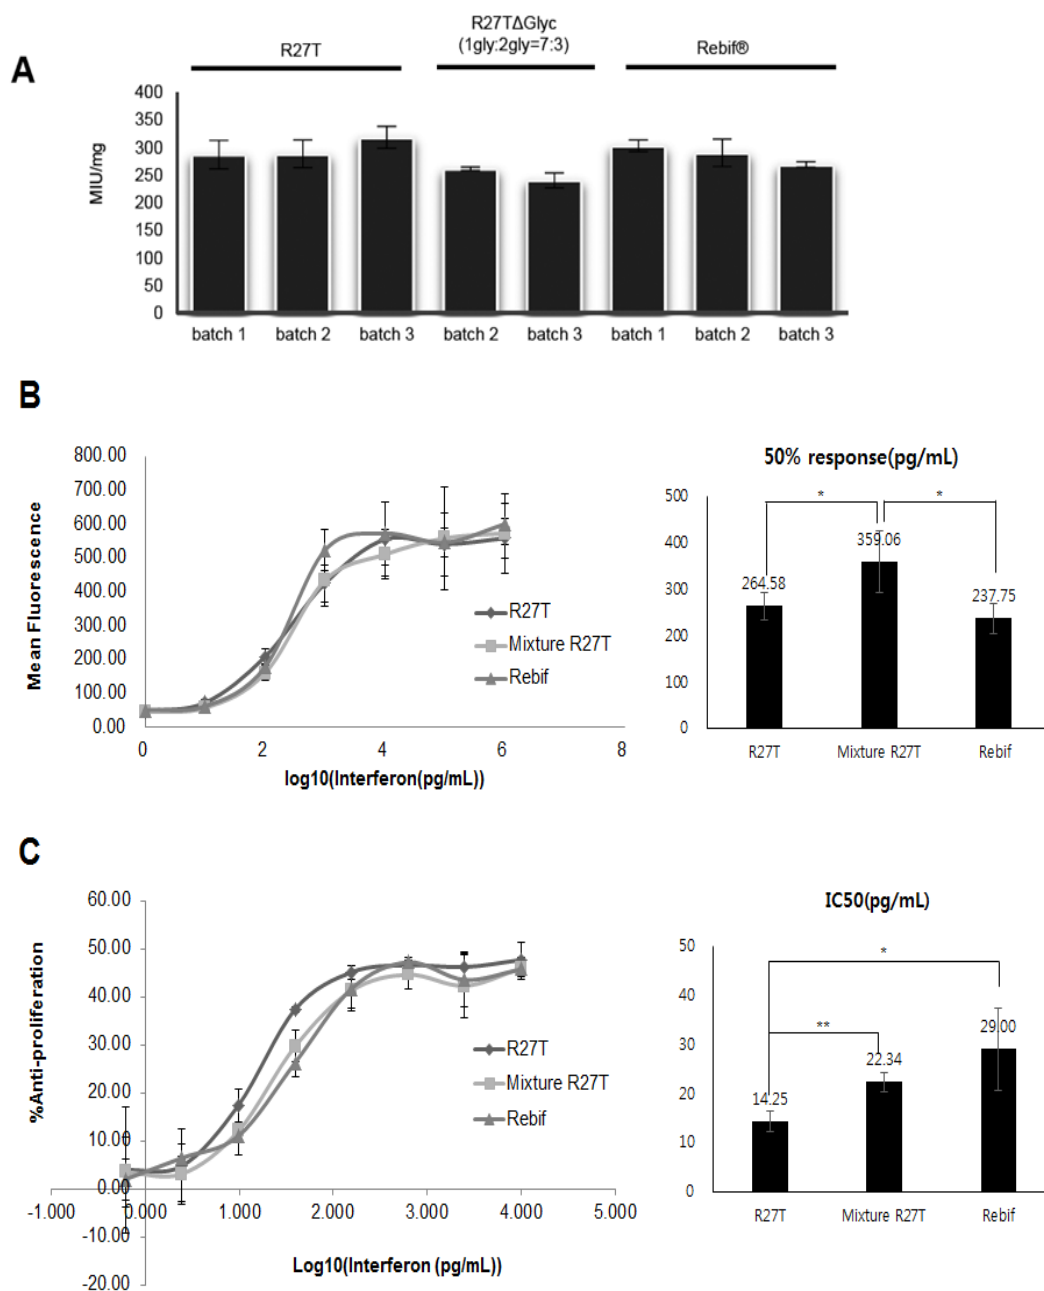 A
R27T
R27TΔGlyc
(1gly:2gly=7:3)
Rebif®
MIU/mg
400
350
300
250
200
150
100
50
0
batch 1 batch 2 batch 3 batch 2 batch 3 batch 1 batch 2 batch 3
B
Mean Fluorescence
800.00
700.00
600.00
500.00
400.00
300.00
200.00
100.00
0.00
0 2 4 6 8
log10(Interferon(pg/mL))
R27T
Mixture R27T
Rebif
50% response(pg/mL)
500
400
300
200
100
0
* *
264.58
359.06
237.75
R27T Mixture R27T Rebif
C
%Anti-proliferation
60.00
50.00
40.00
30.00
20.00
10.00
0.00
-10.00
-20.00
-1.000 0.000 1.000 2.000 3.000 4.000 5.000
Log10(Interferon (pg/mL))
R27T
Mixture R27T
Rebif
IC50(pg/mL)
50
40
30
20
10
0
*
**
14.25
22.34
29.00
R27T Mixture R27T Rebif